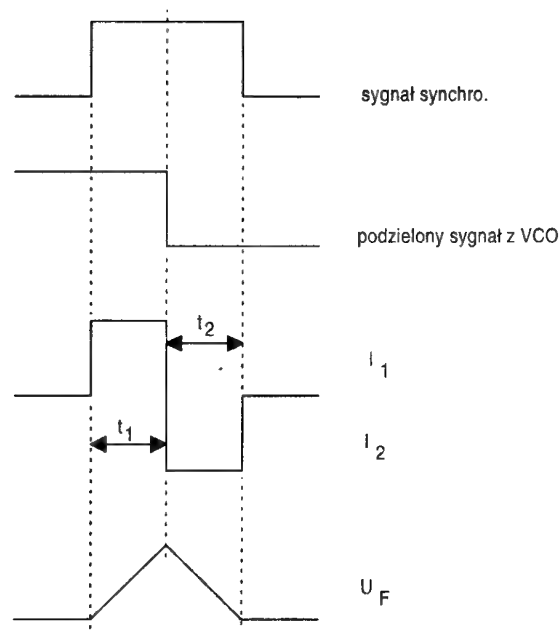 sygnał synchro.
podzielony sygnał z VCO
t2
I1
t1
I2
UF